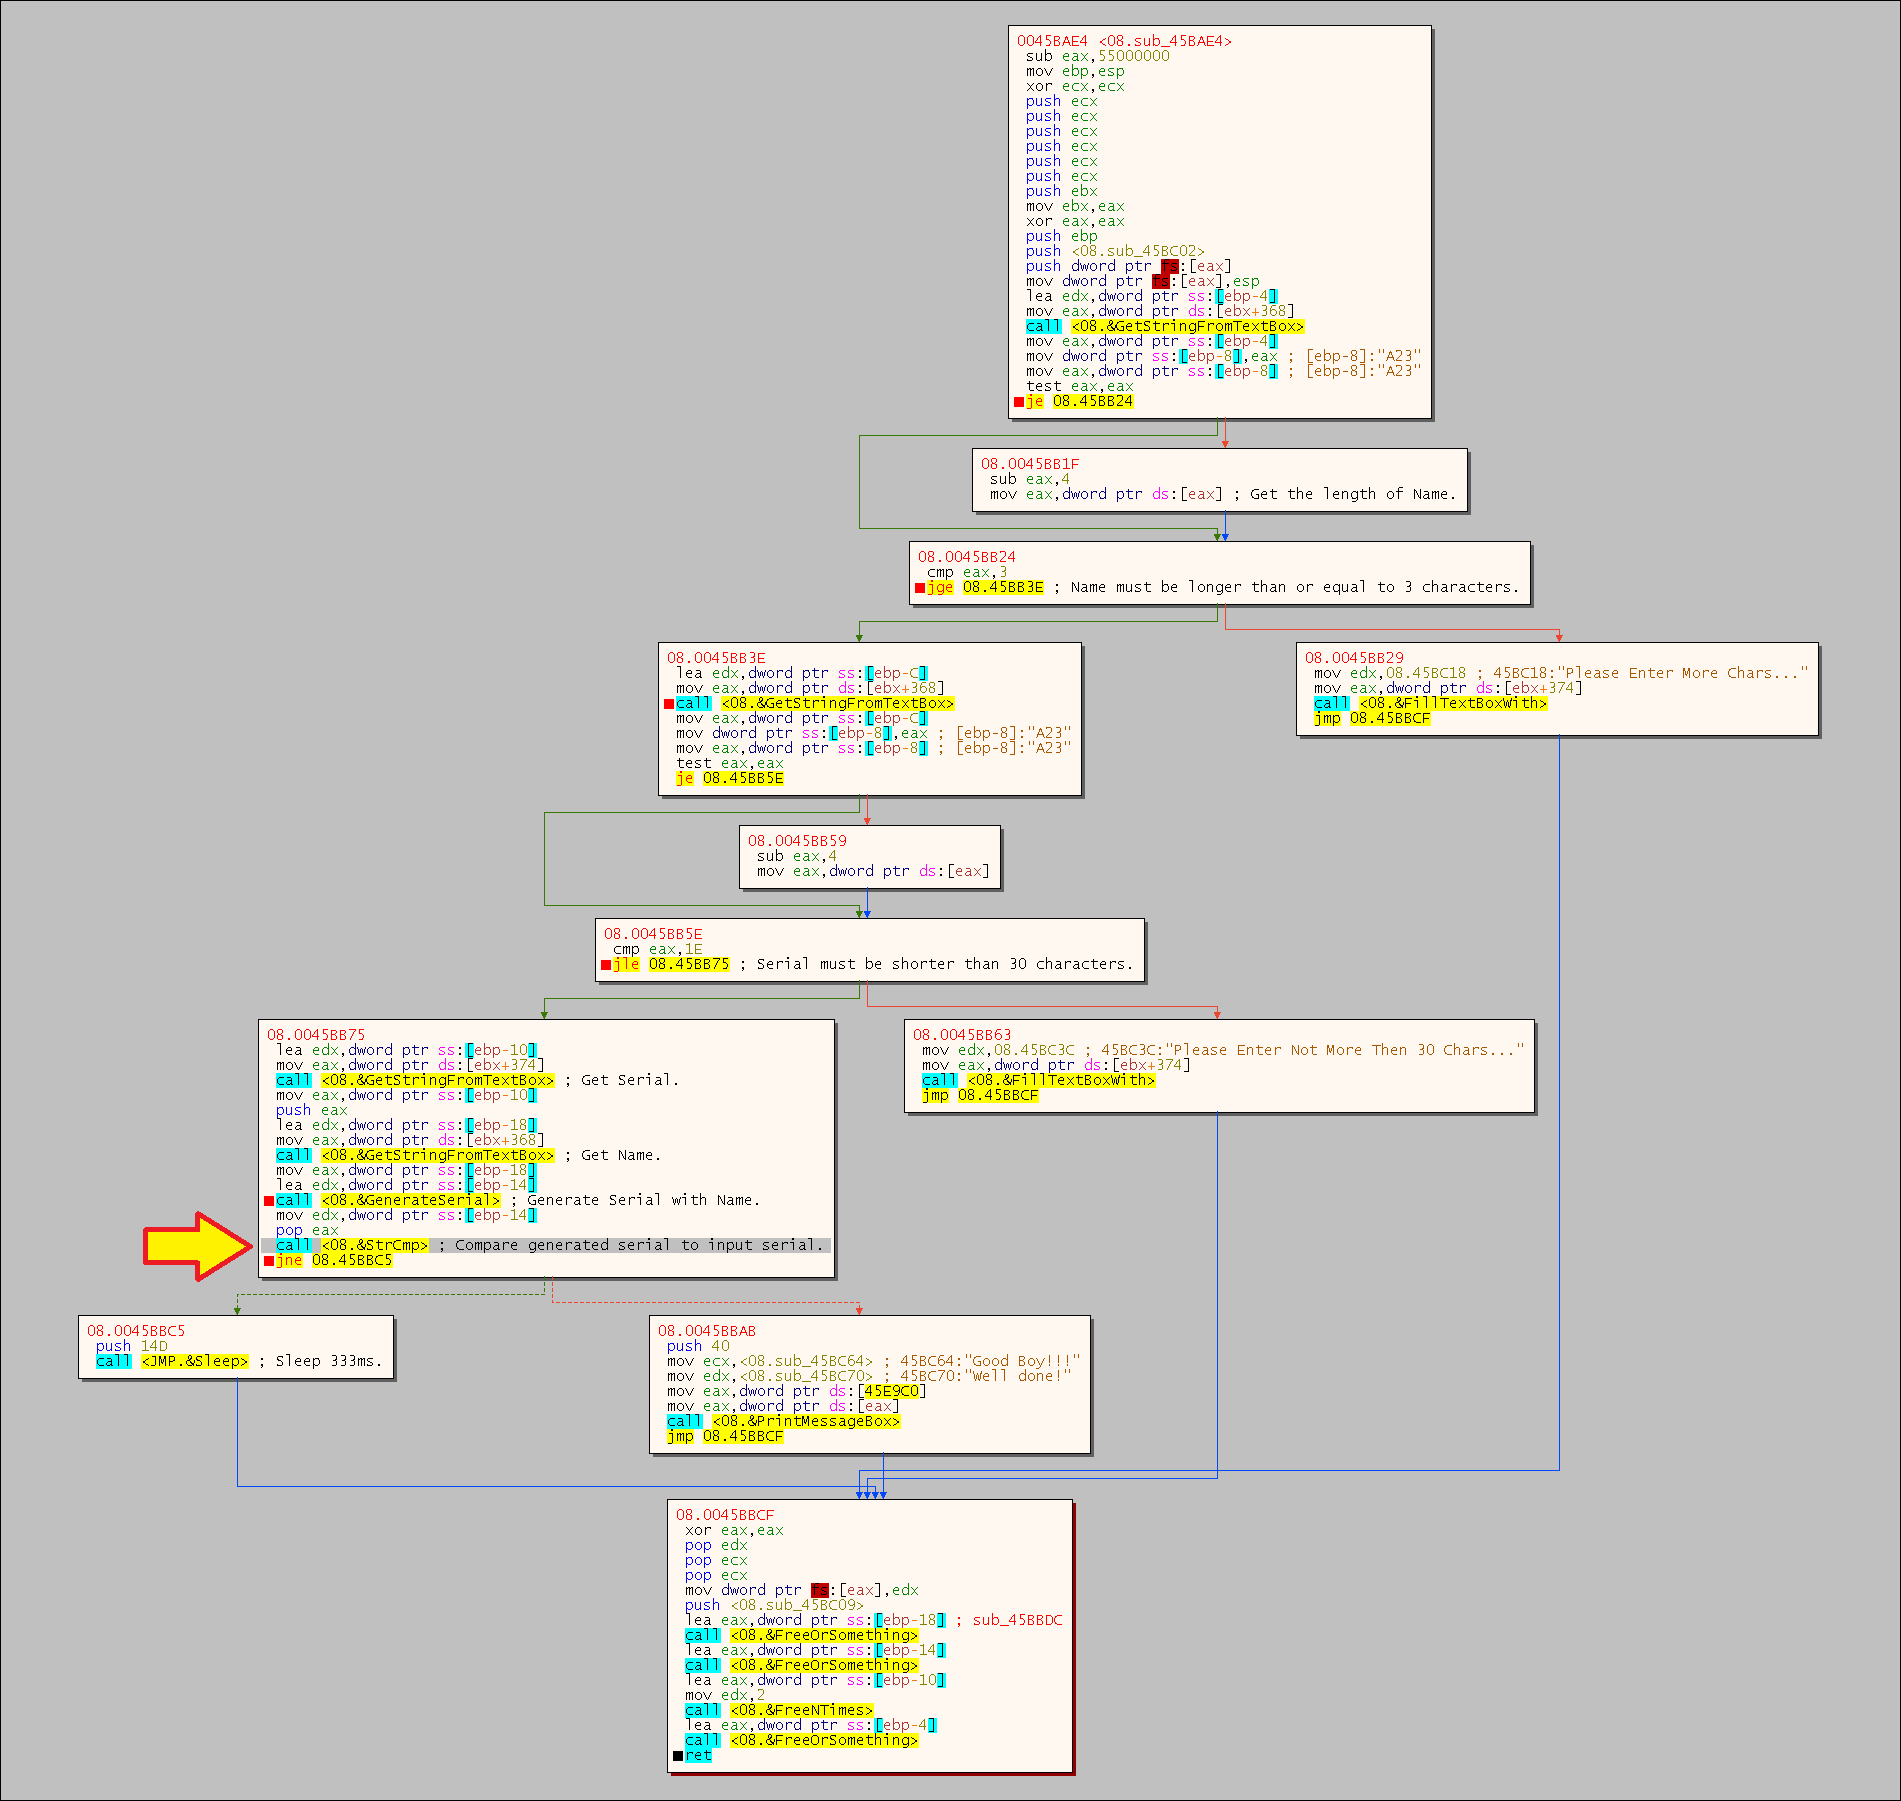 0045BAE4 <08.sub_45BAE4>
sub eax,55000000
mov ebp,esp
xor ecx,ecx
push ecx
push ecx
push ecx
push ecx
push ecx
push ecx
push ebx
mov ebx,eax
xor eax,eax
push ebp
push <08.sub_45BC02>
push dword ptr fs:[eax]
mov dword ptr fs:[eax],esp
lea edx,dword ptr ss:[ebp-4]
mov eax,dword ptr ds:[ebx+368]
call <08.&GetStringFromTextBox>
mov eax,dword ptr ss:[ebp-4]
mov dword ptr ss:[ebp-8],eax ; [ebp-8]:"A23"
mov eax,dword ptr ss:[ebp-8] ; [ebp-8]:"A23"
test eax,eax
je 08.45BB24
08.0045BB1F
sub eax,4
mov eax,dword ptr ds:[eax] ; Get the length of Name.
08.0045BB24
cmp eax,3
jge 08.45BB3E ; Name must be longer than or equal to 3 characters.
08.0045BB3E
lea edx,dword ptr ss:[ebp-C]
mov eax,dword ptr ds:[ebx+368]
call <08.&GetStringFromTextBox>
mov eax,dword ptr ss:[ebp-C]
mov dword ptr ss:[ebp-8],eax ; [ebp-8]:"A23"
mov eax,dword ptr ss:[ebp-8] ; [ebp-8]:"A23"
test eax,eax
je 08.45BB5E
08.0045BB29
mov edx,08.45BC18 ; 45BC18:"Please Enter More Chars..."
mov eax,dword ptr ds:[ebx+374]
call <08.&FillTextBoxWith>
jmp 08.45BBCF
08.0045BB59
sub eax,4
mov eax,dword ptr ds:[eax]
08.0045BB5E
cmp eax,1E
jle 08.45BB75 ; Serial must be shorter than 30 characters.
08.0045BB75
lea edx,dword ptr ss:[ebp-10]
mov eax,dword ptr ds:[ebx+374]
call <08.&GetStringFromTextBox> ; Get Serial.
mov eax,dword ptr ss:[ebp-10]
push eax
lea edx,dword ptr ss:[ebp-18]
mov eax,dword ptr ds:[ebx+368]
call <08.&GetStringFromTextBox> ; Get Name.
mov eax,dword ptr ss:[ebp-18]
lea edx,dword ptr ss:[ebp-14]
call <08.&GenerateSerial> ; Generate Serial with Name.
mov edx,dword ptr ss:[ebp-14]
pop eax
call <08.&StrCmp> ; Compare generated serial to input serial.
jne 08.45BBC5
08.0045BB63
mov edx,08.45BC3C ; 45BC3C:"Please Enter Not More Then 30 Chars..."
mov eax,dword ptr ds:[ebx+374]
call <08.&FillTextBoxWith>
jmp 08.45BBCF
08.0045BBC5
push 14D
call <JMP.&Sleep> ; Sleep 333ms.
08.0045BBAB
push 40
mov ecx,<08.sub_45BC64> ; 45BC64:"Good Boy!!!"
mov edx,<08.sub_45BC70> ; 45BC70:"Well done!"
mov eax,dword ptr ds:[45E9C0]
mov eax,dword ptr ds:[eax]
call <08.&PrintMessageBox>
jmp 08.45BBCF
08.0045BBCF
xor eax,eax
pop edx
pop ecx
pop ecx
mov dword ptr fs:[eax],edx
push <08.sub_45BC09>
lea eax,dword ptr ss:[ebp-18] ; sub_45BBDC
call <08.&FreeOrSomething>
lea eax,dword ptr ss:[ebp-14]
call <08.&FreeOrSomething>
lea eax,dword ptr ss:[ebp-10]
mov edx,2
call <08.&FreeNTimes>
lea eax,dword ptr ss:[ebp-4]
call <08.&FreeOrSomething>
ret